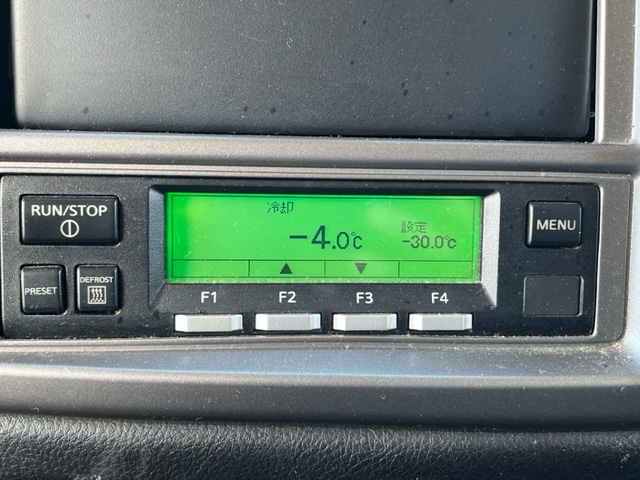 RUN/STOP
PRESET
DEFROST
冷却
-4.0℃
設定
-30.0℃
▲
▼
F1
F2
F3
F4
MENU